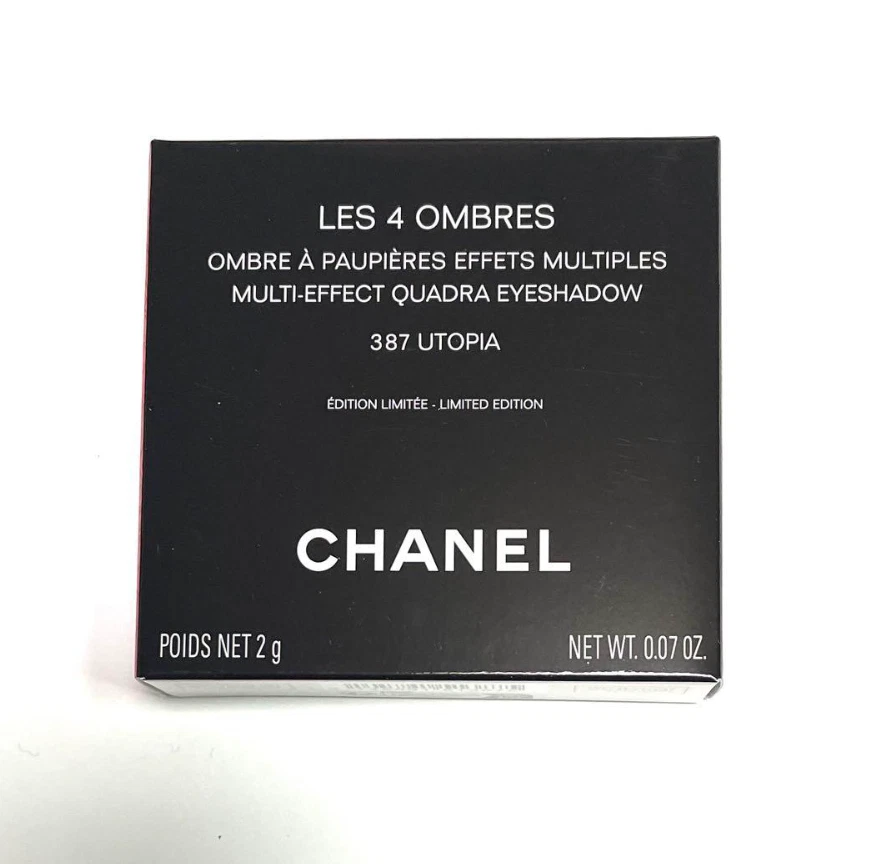 LES 4 OMBRES
OMBRE À PAUPIÈRES EFFETS MULTIPLES
MULTI-EFFECT QUADRA EYESHADOW
387 UTOPIA
ÉDITION LIMITÉE - LIMITED EDITION
CHANEL
POIDS NET 2 g
NET WT. 0.07 OZ.